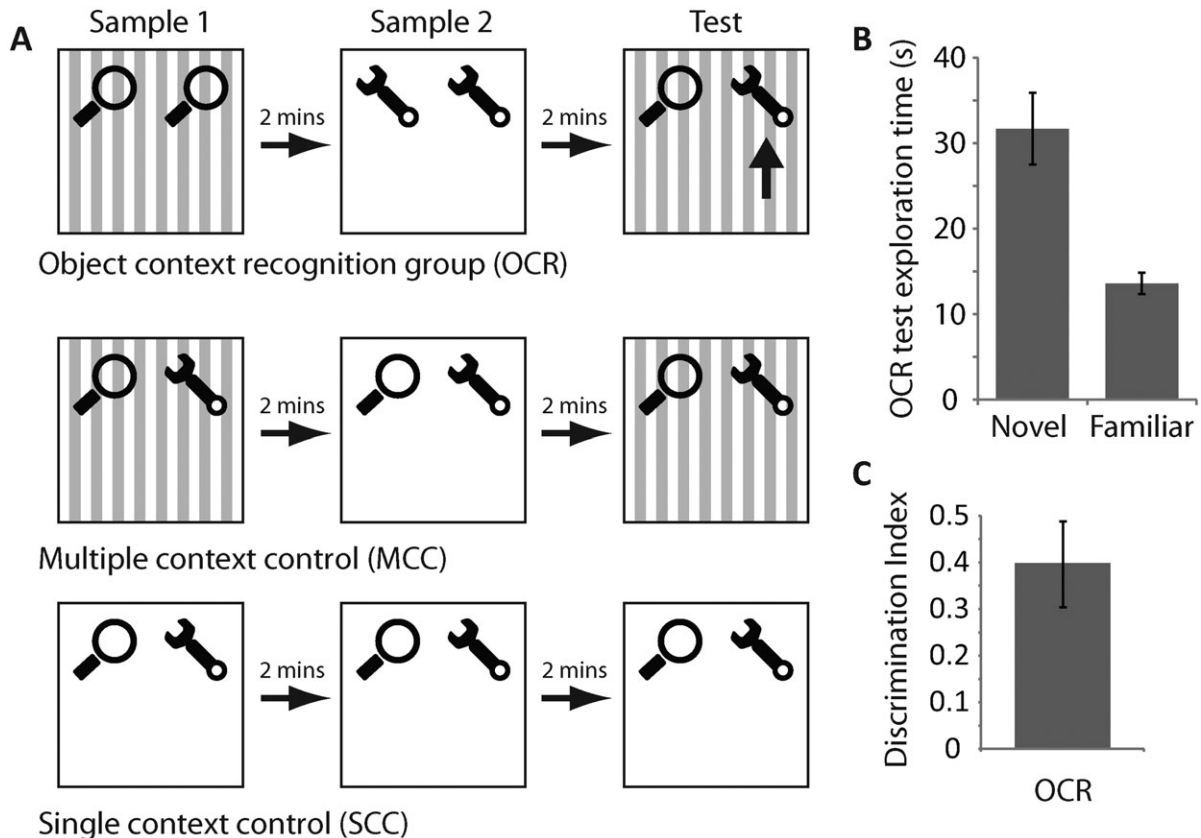 A
Sample 1
Sample 2
Test
2 mins
2 mins
Object context recognition group (OCR)
2 mins
2 mins
Multiple context control (MCC)
2 mins
2 mins
Single context control (SCC)
B
OCR test exploration time (s)
40
30
20
10
0
Novel Familiar
C
Discrimination Index
0.5
0.4
0.3
0.2
0.1
0
OCR